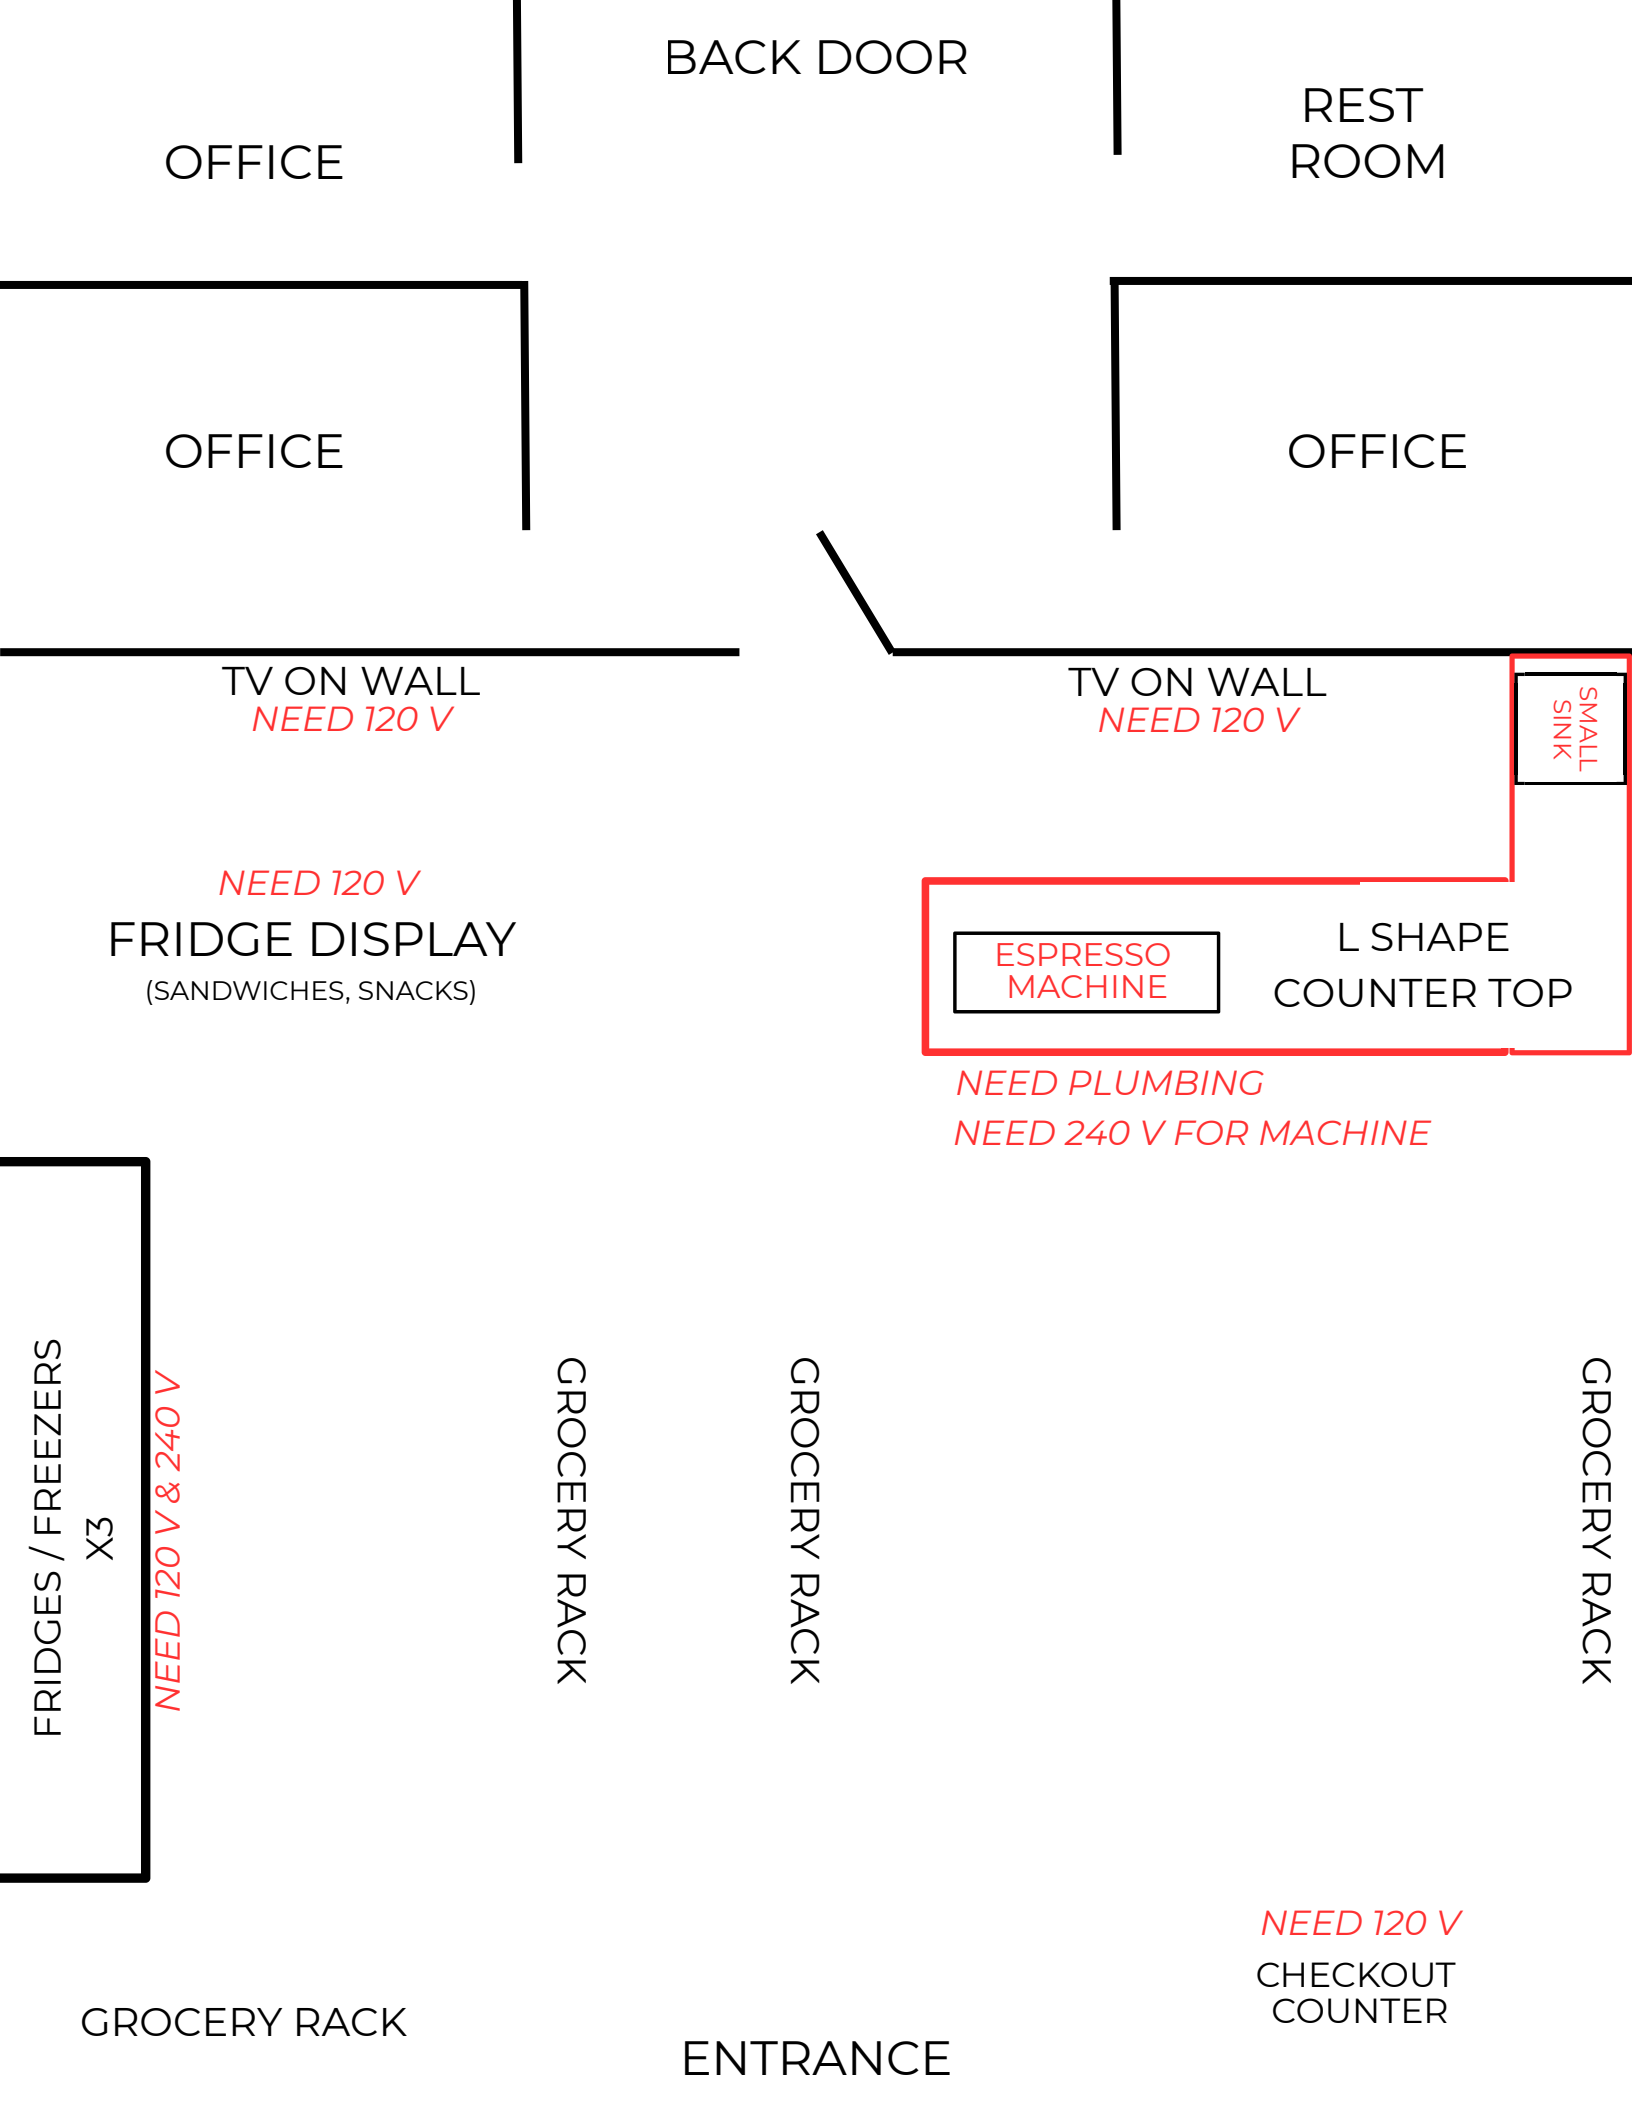 BACK DOOR
REST
ROOM
OFFICE
OFFICE
OFFICE
TV ON WALL
NEED 120 V
TV ON WALL
NEED 120 V
SMALL
SINK
NEED 120 V
FRIDGE DISPLAY
(SANDWICHES, SNACKS)
ESPRESSO
MACHINE
L SHAPE
COUNTER TOP
NEED PLUMBING
NEED 240 V FOR MACHINE
FRIDGES / FREEZERS
X3
NEED 120 V & 240 V
GROCERY RACK
GROCERY RACK
GROCERY RACK
NEED 120 V
CHECKOUT
COUNTER
GROCERY RACK
ENTRANCE